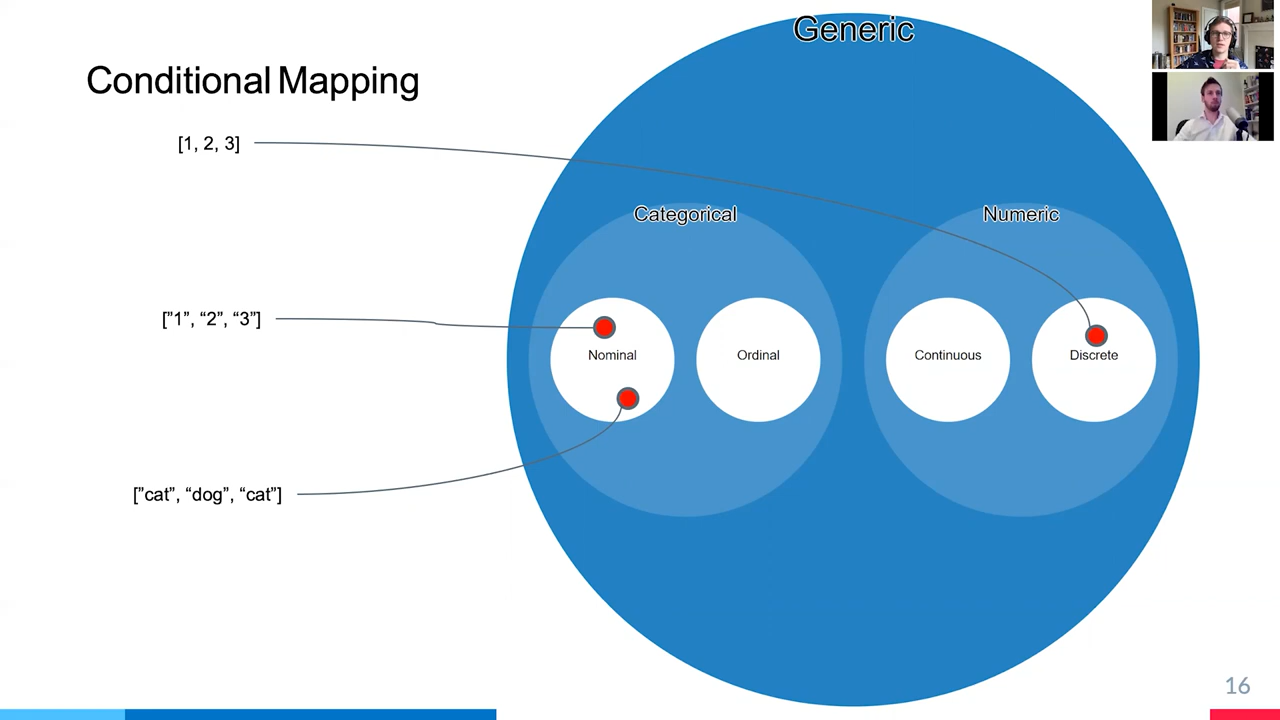 Generic
Conditional Mapping
[1, 2, 3]
Categorical
Numeric
[”1”, “2”, “3”]
Nominal
Ordinal
Continuous
Discrete
[”cat”, “dog”, “cat”]
16